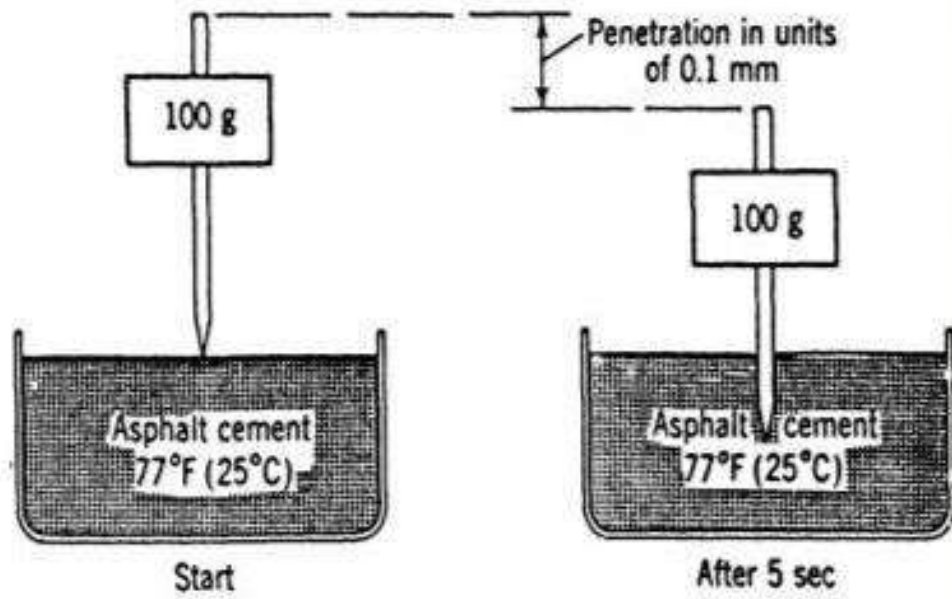 Penetration in units
of 0.1 mm
100 g
100 g
Asphalt cement
77°F (25°C)
Asphalt cement
77°F (25°C)
Start
After 5 sec